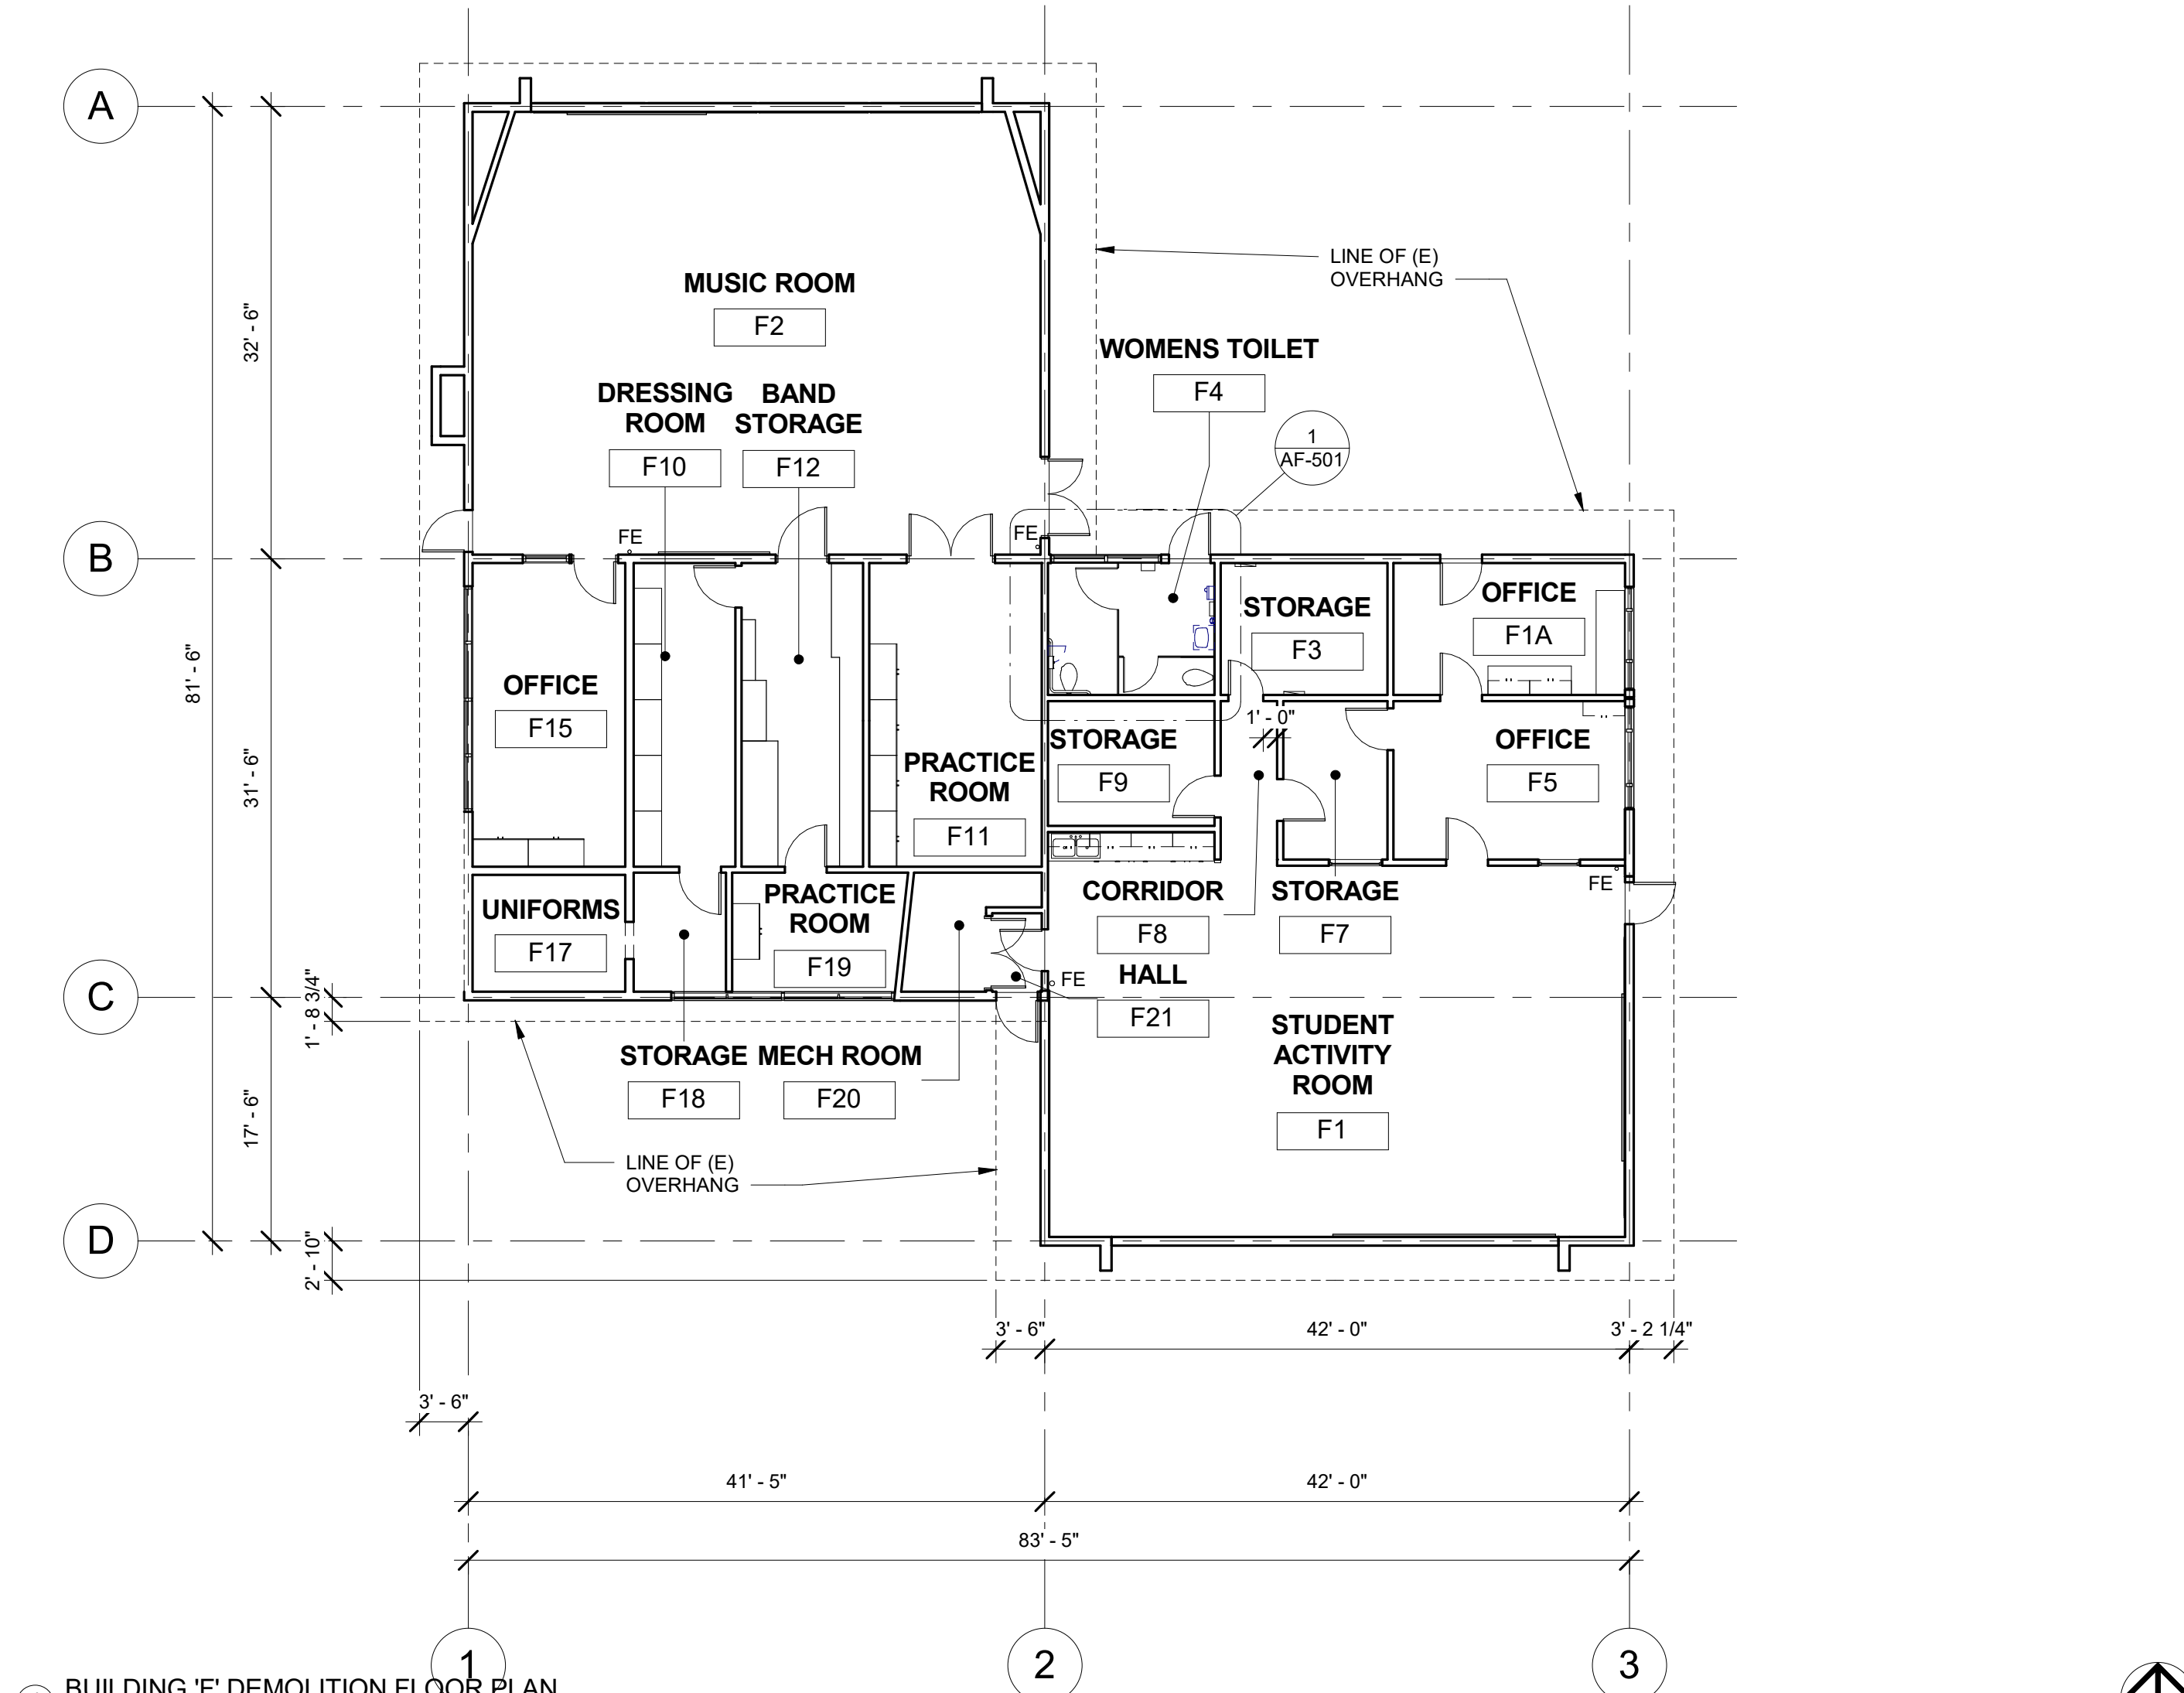 A
MUSIC ROOM
F2
LINE OF (E)
OVERHANG
32' - 6"
WOMENS TOILET
F4
DRESSING
ROOM
F10
BAND
STORAGE
F12
1
AF-501
B
FE
FE
81' - 6"
31' - 6"
OFFICE
F15
STORAGE
F3
OFFICE
F1A
1' - 0"
STORAGE
F9
OFFICE
F5
PRACTICE
ROOM
F11
UNIFORMS
F17
PRACTICE
ROOM
F19
CORRIDOR
F8
STORAGE
F7
FE
HALL
F21
FE
C
1' - 8 3/4"
STORAGE
F18
MECH ROOM
F20
STUDENT
ACTIVITY
ROOM
F1
17' - 6"
LINE OF (E)
OVERHANG
D
2' - 10"
3' - 6"
42' - 0"
3' - 2 1/4"
3' - 6"
41' - 5"
42' - 0"
83' - 5"
1
2
3
BUILDING 'F' DEMOLITION FLOOR PLAN